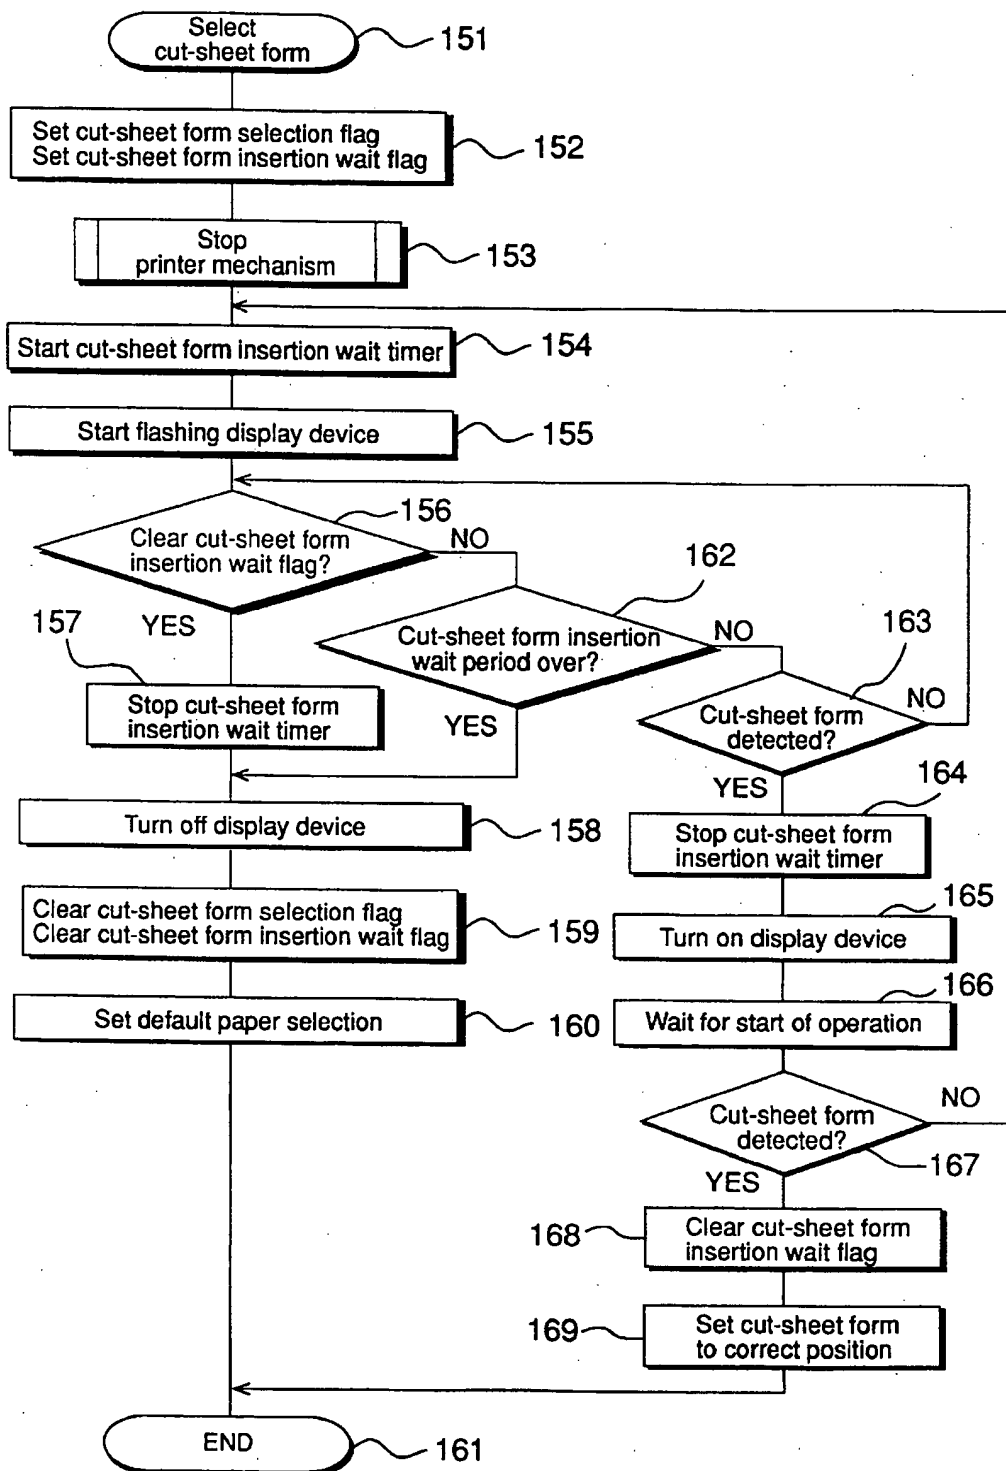 Select
cut-sheet form
151
Set cut-sheet form selection flag
Set cut-sheet form insertion wait flag
152
Stop
printer mechanism
153
Start cut-sheet form insertion wait timer
154
Start flashing display device
155
156
Clear cut-sheet form
insertion wait flag?
NO
YES
162
Cut-sheet form insertion
wait period over?
NO
YES
157
Stop cut-sheet form
insertion wait timer
163
Cut-sheet form
detected?
NO
YES
Turn off display device
158
164
Stop cut-sheet form
insertion wait timer
Clear cut-sheet form selection flag
Clear cut-sheet form insertion wait flag
159
165
Turn on display device
Set default paper selection
160
166
Wait for start of operation
Cut-sheet form
detected?
NO
167
YES
168
Clear cut-sheet form
insertion wait flag
169
Set cut-sheet form
to correct position
END
161